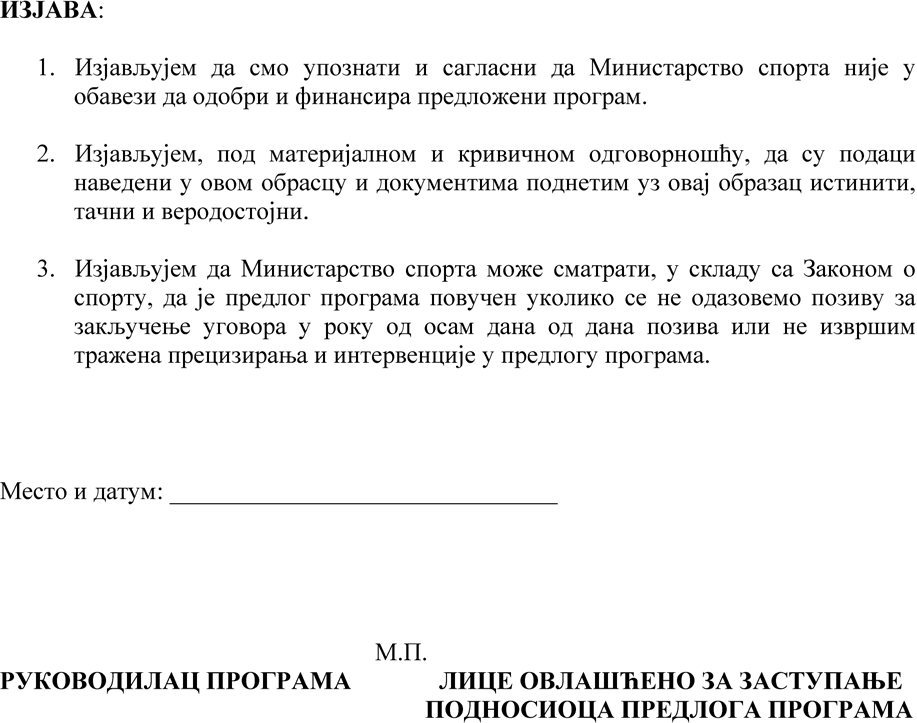 ИЗЈАВА:
1. Изјављујем да смо упознати и сагласни да Министарство спорта није у
обавези да одобри и финансира предложени програм.
2. Изјављујем, под материјалном и кривичном одговорношћу, да су подаци
наведени у овом обрасцу и документима поднетим уз овај образац истинити,
тачни и веродостојни.
3. Изјављујем да Министарство спорта може сматрати, у складу са Законом о
спорту, да је предлог програма повучен уколико се не одазовемо позиву за
закључење уговора у року од осам дана од дана позива или не извршим
тражена прецизирања и интервенције у предлогу програма.
Место и датум: ______________________________
М.П.
РУКОВОДИЛАЦ ПРОГРАМА ЛИЦЕ ОВЛАШЋЕНО ЗА ЗАСТУПАЊЕ
ПОДНОСИОЦА ПРЕДЛОГА ПРОГРАМА